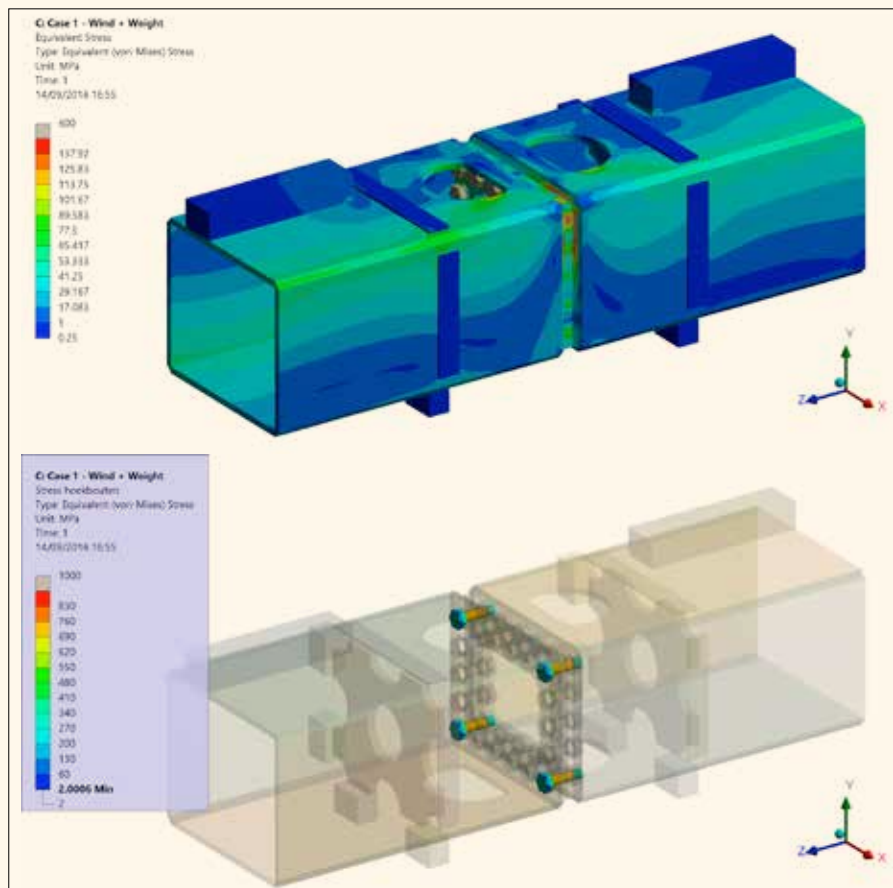 C: Case 1 - Wind + Weight
Equivalent Stress
Type: Equivalent (von-Mises) Stress
Unit: MPa
Time: 1
14/09/2016 16:55
600
137.92
125.83
113.75
101.67
89.583
77.5
65.417
53.333
41.25
29.167
17.083
1
0.25
Y
Z
X
C: Case 1 - Wind + Weight
Stress hoekbouten
Type: Equivalent (von-Mises) Stress
Unit: MPa
Time: 1
14/09/2016 16:55
1000
830
760
690
620
550
480
410
340
270
200
130
60
2.0006 Min
2
Y
Z
X